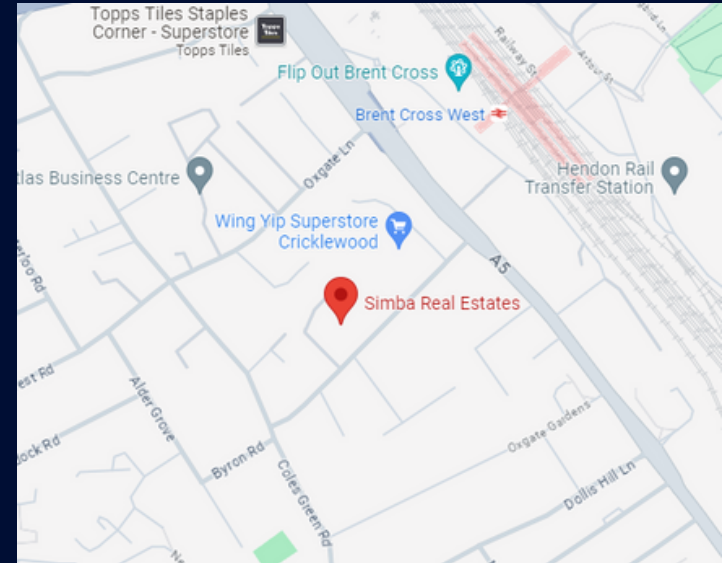 Topps Tiles Staples
Corner - Superstore
Topps Tiles
Topps
Tiles
Railway St
Flip Out Brent Cross
Brent Cross West
Oxgate Ln
Hendon Rail
Transfer Station
tlas Business Centre
Wing Yip Superstore
Cricklewood
A5
Simba Real Estates
est Rd
Alder Grove
Oxgate Gardens
Byron Rd
Coles Green Rd
Dollis Hill Ln